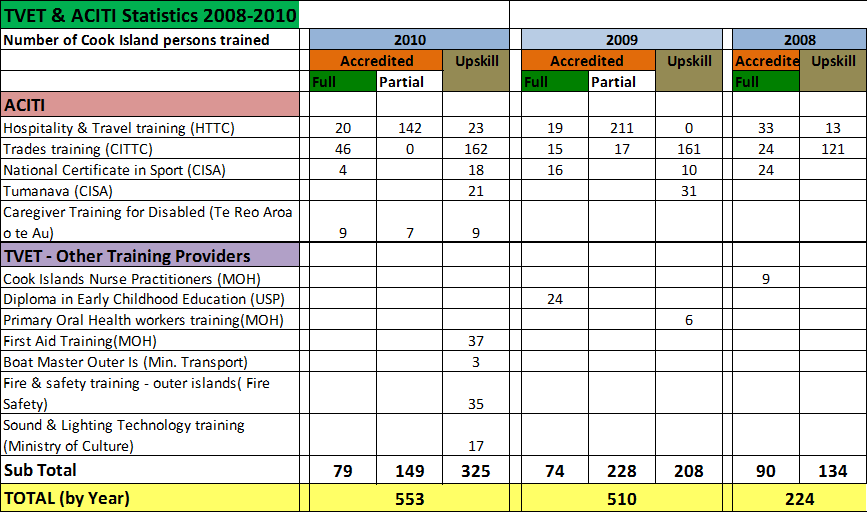 TVET & ACITI Statistics 2008-2010
Number of Cook Island persons trained 2010 2009 2008
Accredited Upskill Accredited Upskill Accredite Upskill
Full Partial Full Partial Full
ACITI
Hospitality & Travel training (HTTC) 20 142 23 19 211 0 33 13
Trades training (CITTC) 46 0 162 15 17 161 24 121
National Certificate in Sport (CISA) 4 18 16 10 24
Tumanava (CISA) 21 31
Caregiver Training for Disabled (Te Reo Aroa
o te Au) 9 7 9
TVET - Other Training Providers
Cook Islands Nurse Practitioners (MOH) 9
Diploma in Early Childhood Education (USP) 24
Primary Oral Health workers training(MOH) 6
First Aid Training(MOH) 37
Boat Master Outer Is (Min. Transport) 3
Fire & safety training - outer islands( Fire
Safety) 35
Sound & Lighting Technology training
(Ministry of Culture) 17
Sub Total 79 149 325 74 228 208 90 134
TOTAL (by Year) 553 510 224